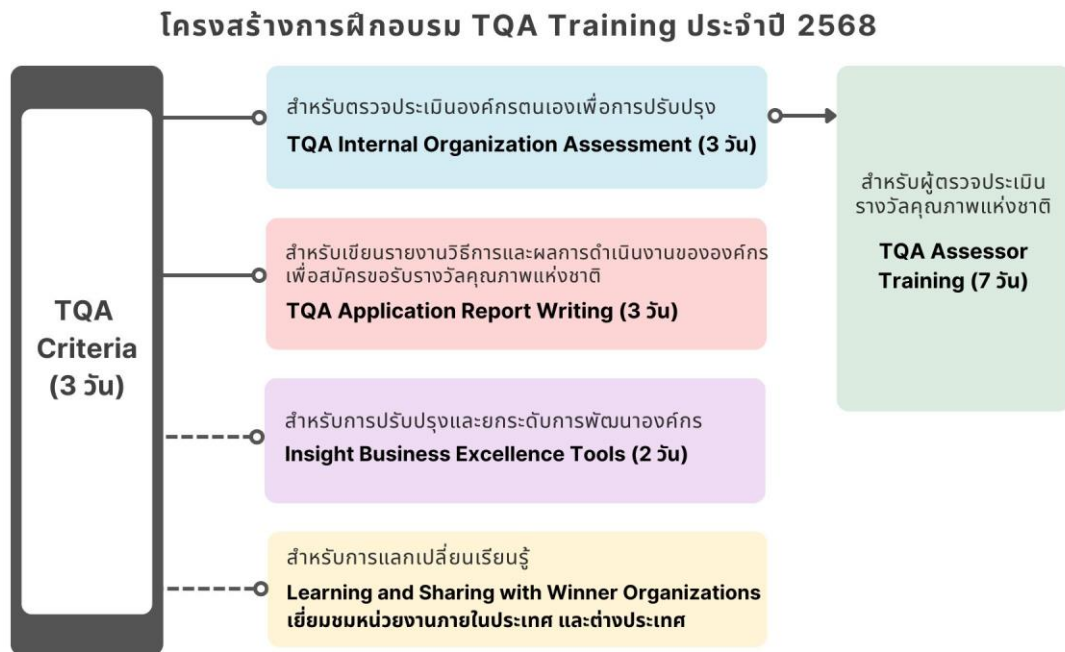 โครงสร้างการฝึกอบรม TQA Training ประจำปี 2568
TQA
Criteria
(3 วัน)
สำหรับตรวจประเมินองค์กรตนเองเพื่อการปรับปรุง
TQA Internal Organization Assessment (3 วัน)
สำหรับเขียนรายงานวิธีการและผลการดำเนินงานขององค์กร
เพื่อสมัครขอรับรางวัลคุณภาพแห่งชาติ
TQA Application Report Writing (3 วัน)
สำหรับการปรับปรุงและยกระดับการพัฒนาองค์กร
Insight Business Excellence Tools (2 วัน)
สำหรับการแลกเปลี่ยนเรียนรู้
Learning and Sharing with Winner Organizations
เยี่ยมชมหน่วยงานภายในประเทศ และต่างประเทศ
สำหรับผู้ตรวจประเมิน
รางวัลคุณภาพแห่งชาติ
TQA Assessor
Training (7 วัน)